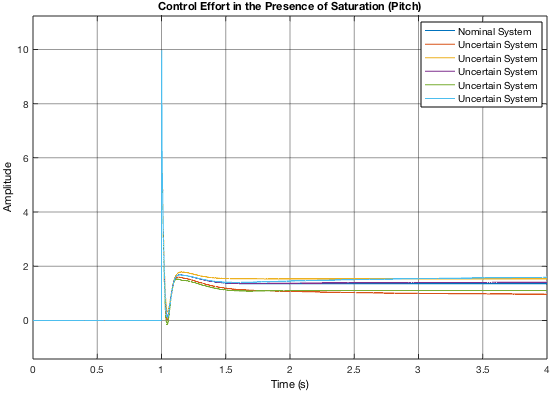 Control Effort in the Presence of Saturation (Pitch)
Nominal System
Uncertain System
Uncertain System
Uncertain System
Uncertain System
Uncertain System
Amplitude
10
8
6
4
2
0
0 0.5 1 1.5 2 2.5 3 3.5 4
Time (s)